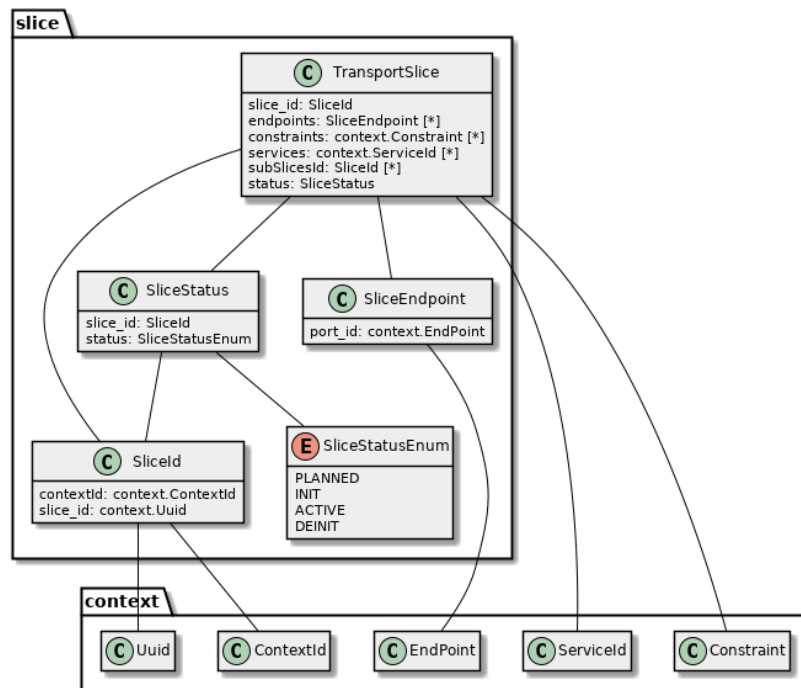 slice
C TransportSlice
slice_id: SliceId
endpoints: SliceEndpoint [*]
constraints: context.Constraint [*]
services: context.ServiceId [*]
subSlicesId: SliceId [*]
status: SliceStatus
C SliceStatus
slice_id: SliceId
status: SliceStatusEnum
C SliceEndpoint
port_id: context.EndPoint
C SliceId
contextId: context.ContextId
slice_id: context.Uuid
E SliceStatusEnum
PLANNED
INIT
ACTIVE
DEINIT
context
C Uuid
C ContextId
C EndPoint
C ServiceId
C Constraint